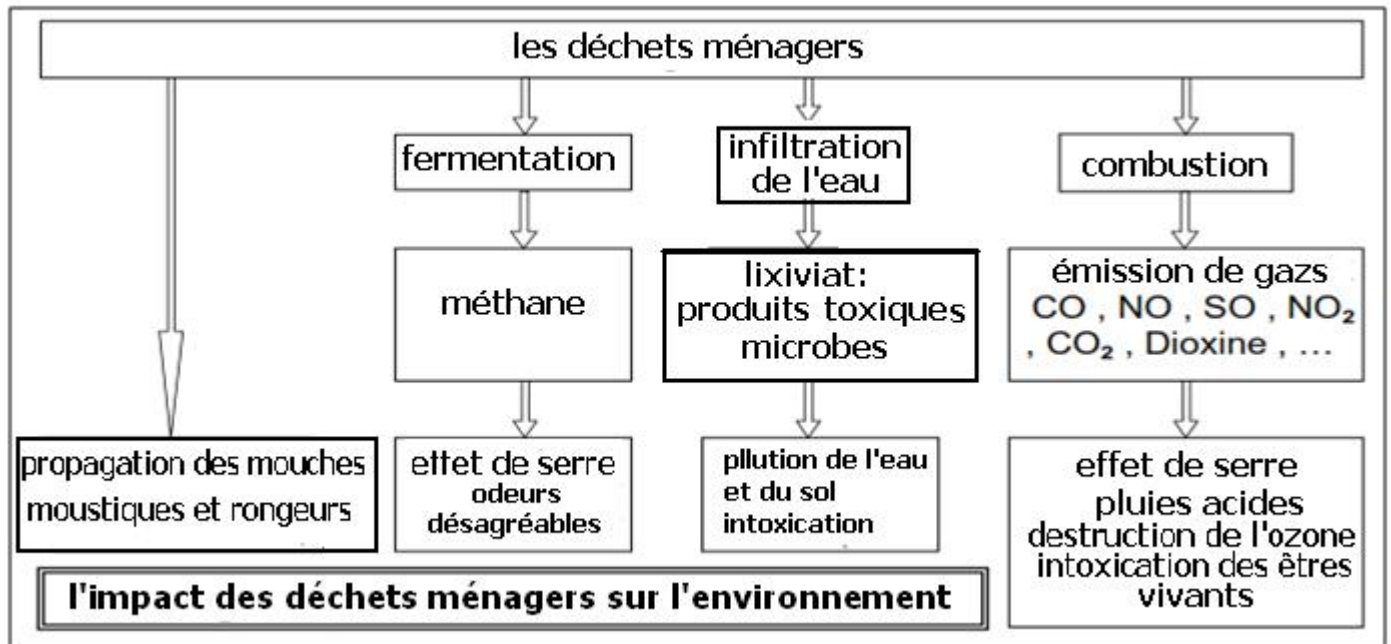 les déchets ménagers
fermentation
infiltration
de l'eau
combustion
méthane
lixiviat:
produits toxiques
microbes
émission de gazs
CO , NO , SO , NO₂
, CO₂ , Dioxine , ...
propagation des mouches
moustiques et rongeurs
effet de serre
odeurs
désagréables
pllution de l'eau
et du sol
intoxication
effet de serre
pluies acides
destruction de l'ozone
intoxication des êtres
vivants
l'impact des déchets ménagers sur l'environnement